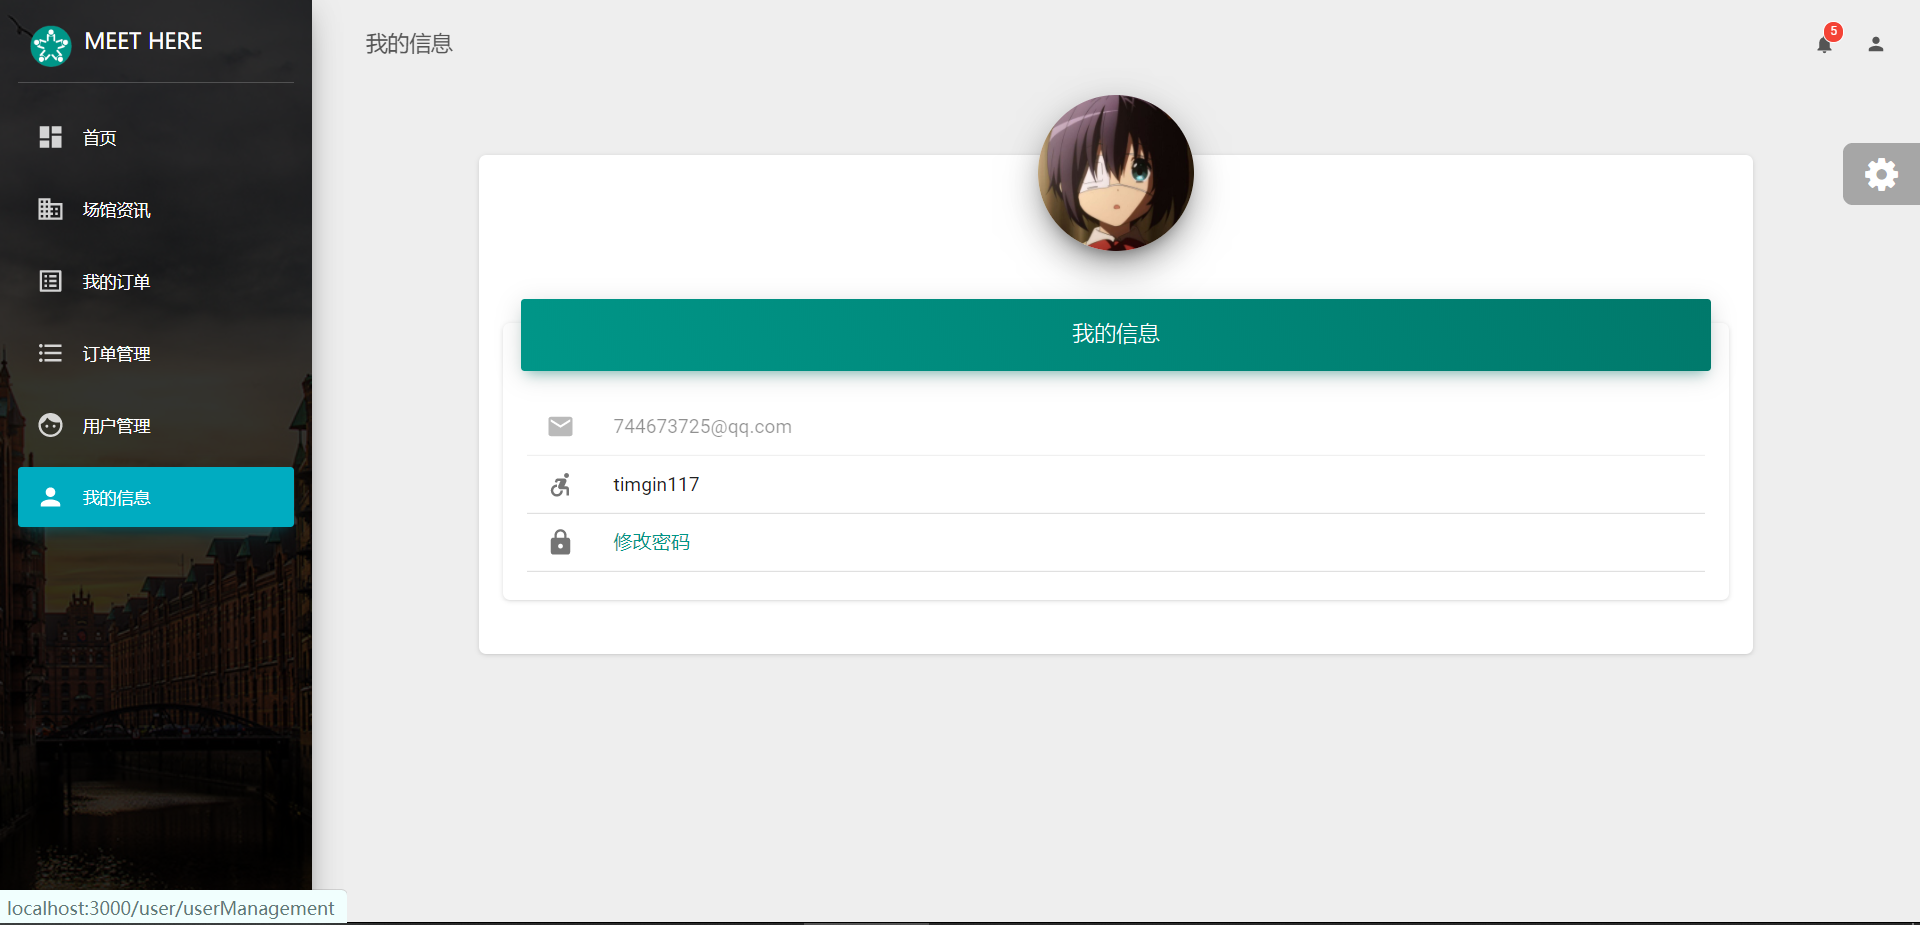 MEET HERE
首页
场馆资讯
我的订单
订单管理
用户管理
我的信息
我的信息
5
我的信息
744673725@qq.com
timgin117
修改密码
localhost:3000/user/userManagement